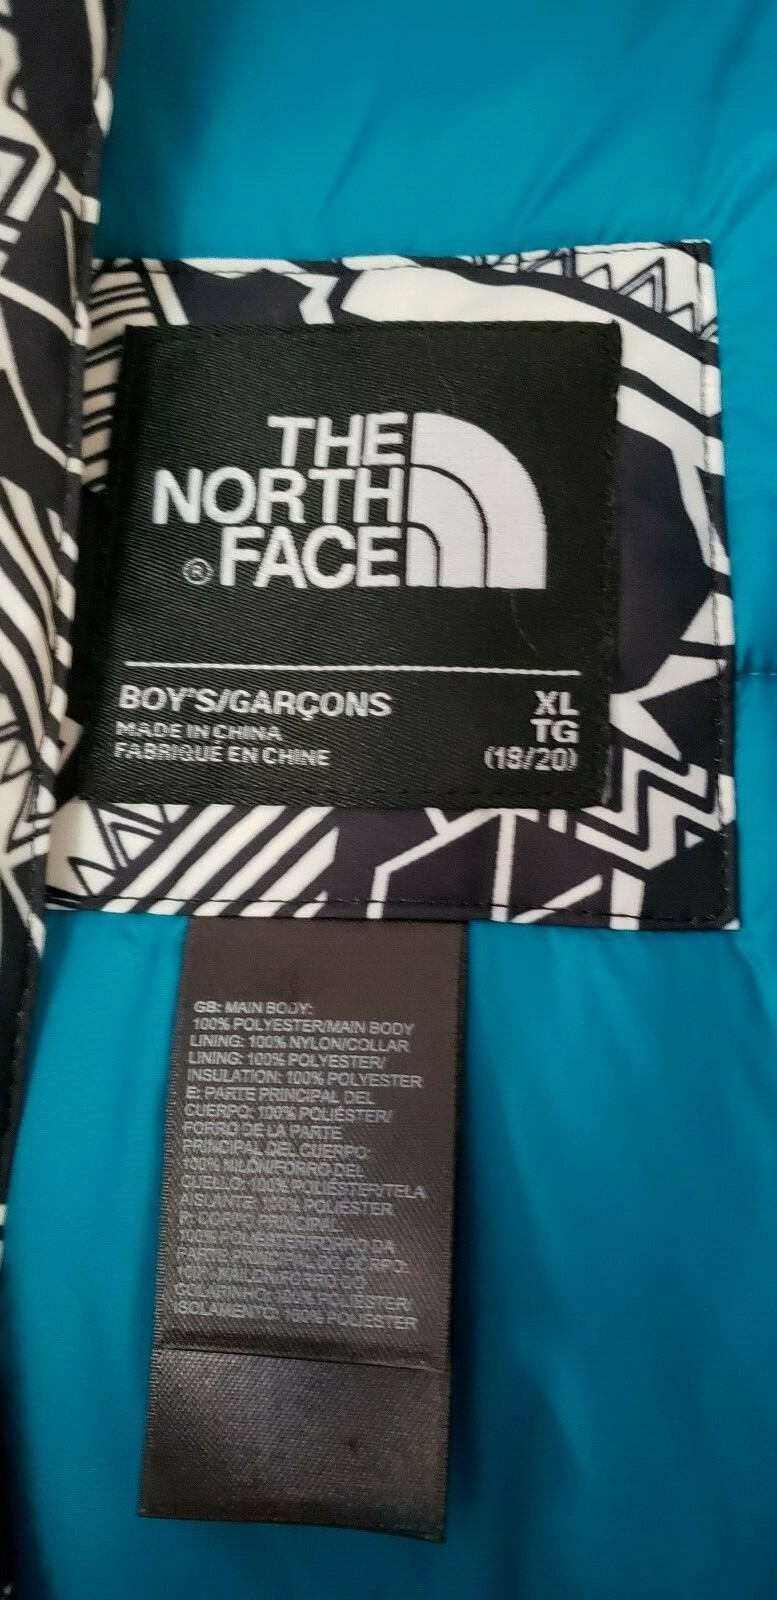 THE
NORTH
® FACE
BOY'S/GARÇONS XL
MADE IN CHINA TG
FABRIQUÉ EN CHINE (18/20)
GB: MAIN BODY:
100% POLYESTER/MAIN BODY
LINING: 100% NYLON/COLLAR
LINING: 100% POLYESTER/
INSULATION: 100% POLYESTER
E: PARTE PRINCIPAL DEL
CUERPO: 100% POLIÉSTER/
FORRO DE LA PARTE
PRINCIPAL DEL CUERPO:
100% NILÓN/FORRO DEL
CUELLO: 100% POLIÉSTER/TELA
AISLANTE: 100% POLIÉSTER
P: CORPO PRINCIPAL:
100% POLIÉSTER/FORRO DA
PARTE PRINCIPAL DO CORPO:
100% NAILON/FORRO DO
COLARINHO: 100% POLIÉSTER/
ISOLAMENTO: 100% POLIÉSTER